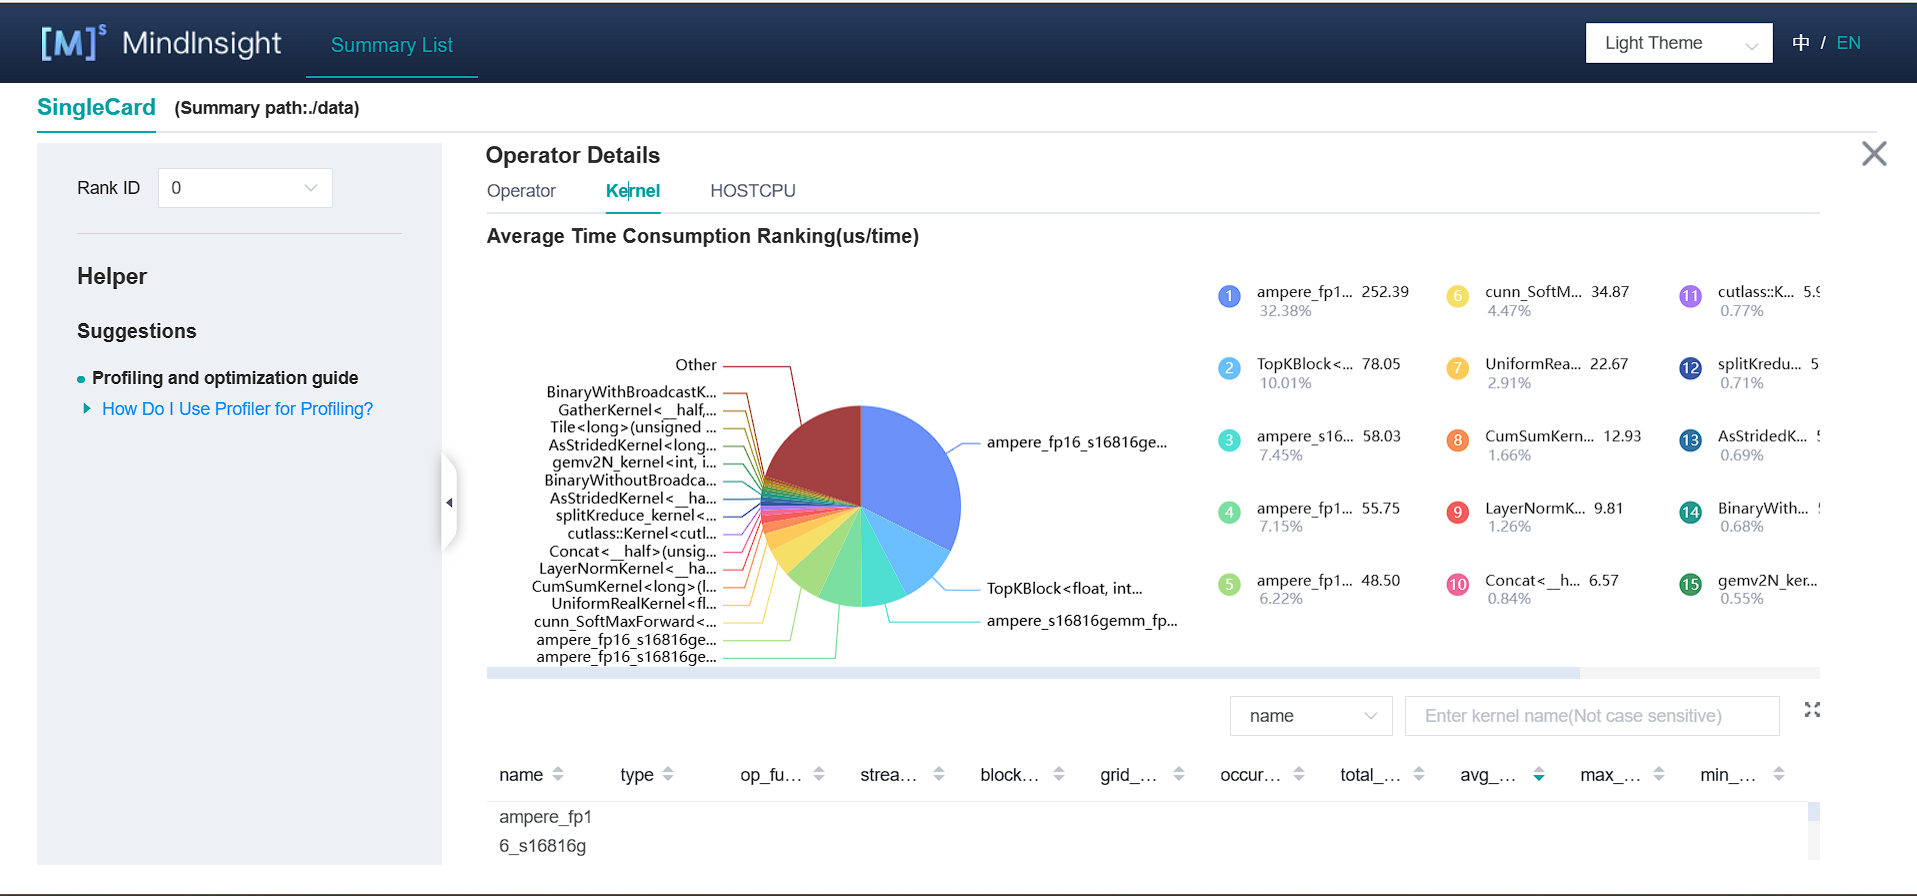 [M]s MindInsight Summary List Light Theme 中 / EN
SingleCard (Summary path:./data)
Rank ID 0
Helper
Suggestions
Profiling and optimization guide
How Do I Use Profiler for Profiling?
Operator Details
Operator Kernel HOSTCPU
Average Time Consumption Ranking(us/time)
Other
BinaryWithBroadcastK...
GatherKernel<__half,...
Tile<long>(unsigned ...
AsStridedKernel<long...
gemv2N_kernel<int, i...
BinaryWithoutBroadca...
AsStridedKernel<__ha...
splitKreduce_kernel<...
cutlass::Kernel<cutl...
Concat<__half>(unsig...
LayerNormKernel<__ha...
CumSumKernel<long>(l...
UniformRealKernel<fl...
cunn_SoftMaxForward<...
ampere_fp16_s16816ge...
ampere_fp16_s16816ge...
ampere_fp16_s16816ge...
TopKBlock<float, int...
ampere_s16816gemm_fp...
1 ampere_fp1... 252.39
32.38%
2 TopKBlock<... 78.05
10.01%
3 ampere_s16... 58.03
7.45%
4 ampere_fp1... 55.75
7.15%
5 ampere_fp1... 48.50
6.22%
6 cunn_SoftM... 34.87
4.47%
7 UniformRea... 22.67
2.91%
8 CumSumKern... 12.93
1.66%
9 LayerNormK... 9.81
1.26%
10 Concat<__h... 6.57
0.84%
11 cutlass::K... 5.9
0.77%
12 splitKredu... 5
0.71%
13 AsStridedK...
0.69%
14 BinaryWith...
0.68%
15 gemv2N_ker...
0.55%
name Enter kernel name(Not case sensitive)
name type op_fu... strea... block... grid_... occur... total_... avg_... max_... min_...
ampere_fp1
6_s16816g